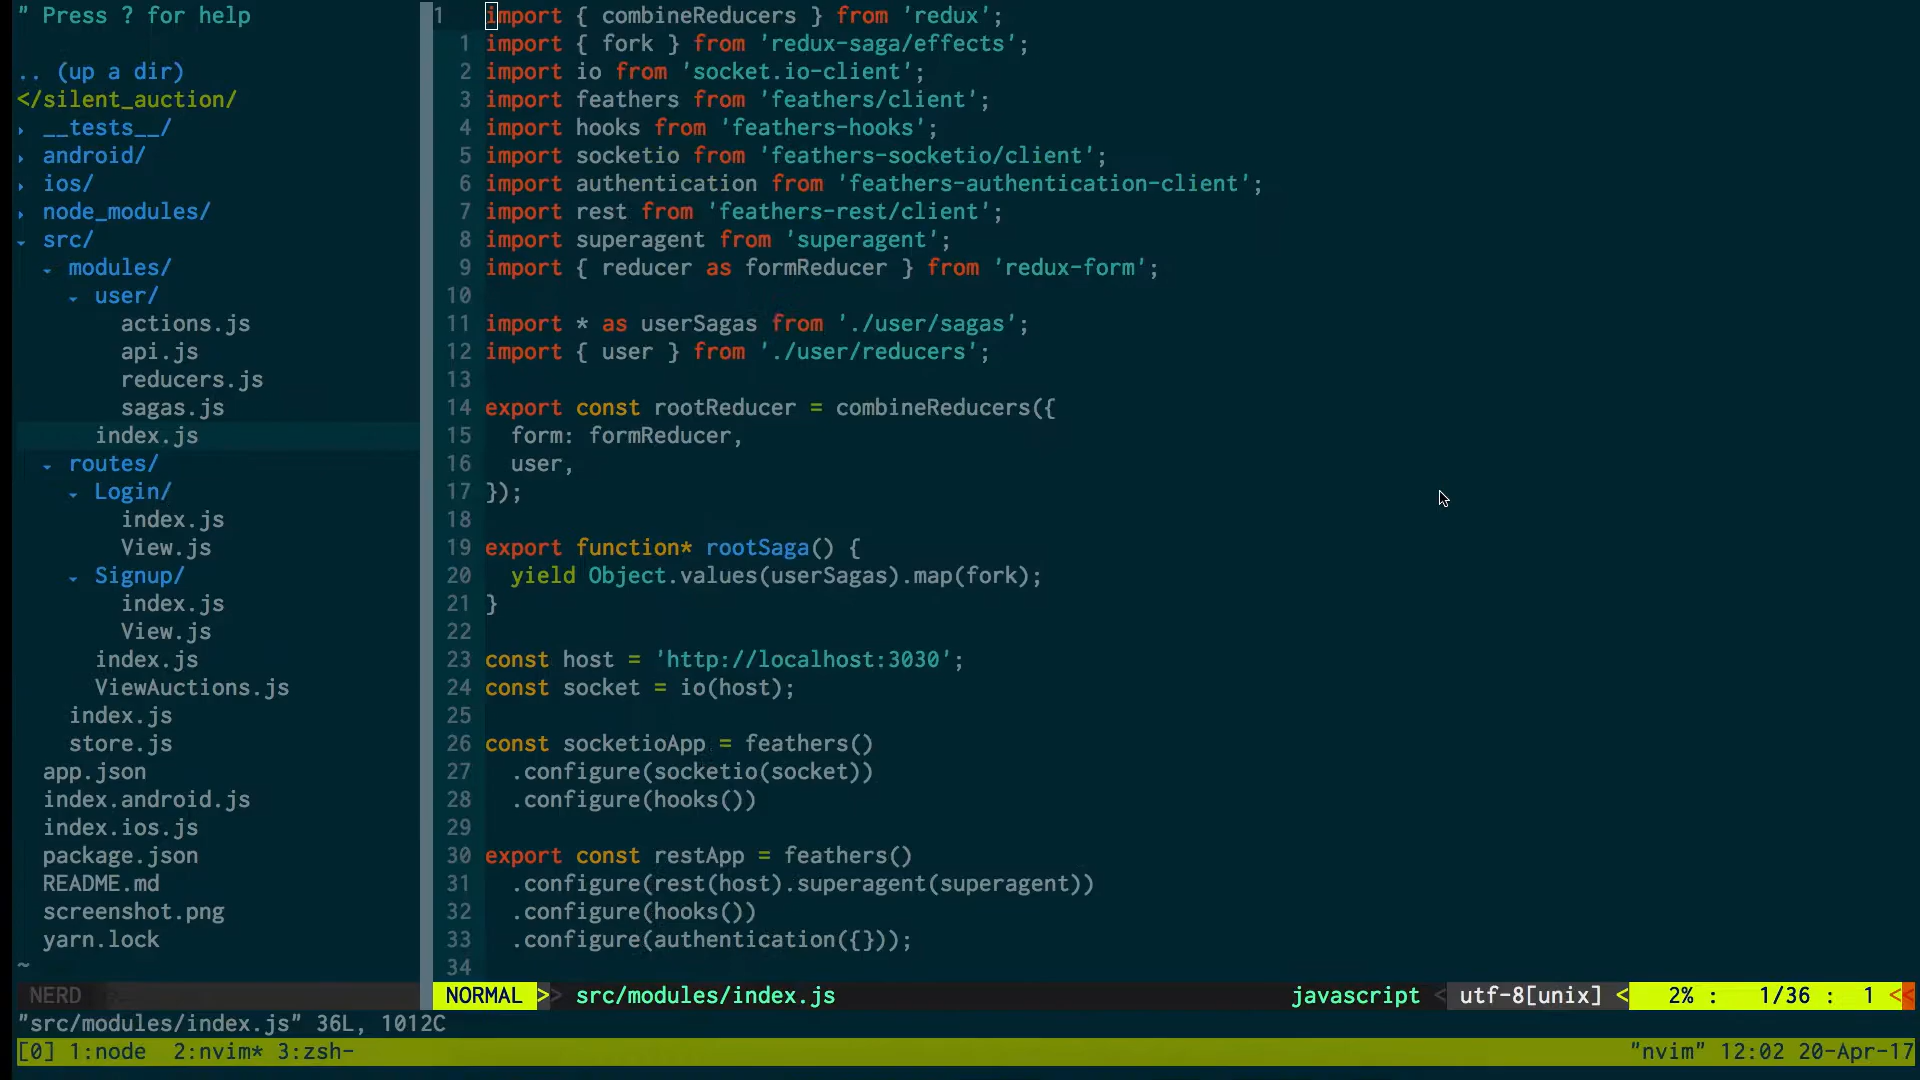 " Press ? for help
.. (up a dir)
</silent_auction/
▸ __tests__/
▸ android/
▸ ios/
▸ node_modules/
▾ src/
▾ modules/
▾ user/
actions.js
api.js
reducers.js
sagas.js
index.js
▾ routes/
▾ Login/
index.js
View.js
▾ Signup/
index.js
View.js
index.js
ViewAuctions.js
index.js
store.js
app.json
index.android.js
index.ios.js
package.json
README.md
screenshot.png
yarn.lock
~
NERD
1 import { combineReducers } from 'redux';
1 import { fork } from 'redux-saga/effects';
2 import io from 'socket.io-client';
3 import feathers from 'feathers/client';
4 import hooks from 'feathers-hooks';
5 import socketio from 'feathers-socketio/client';
6 import authentication from 'feathers-authentication-client';
7 import rest from 'feathers-rest/client';
8 import superagent from 'superagent';
9 import { reducer as formReducer } from 'redux-form';
10
11 import * as userSagas from './user/sagas';
12 import { user } from './user/reducers';
13
14 export const rootReducer = combineReducers({
15   form: formReducer,
16   user,
17 });
18
19 export function* rootSaga() {
20   yield Object.values(userSagas).map(fork);
21 }
22
23 const host = 'http://localhost:3030';
24 const socket = io(host);
25
26 const socketioApp = feathers()
27   .configure(socketio(socket))
28   .configure(hooks())
29
30 export const restApp = feathers()
31   .configure(rest(host).superagent(superagent))
32   .configure(hooks())
33   .configure(authentication({}));
34
NORMAL >> src/modules/index.js javascript < utf-8[unix] < 2% : 1/36 : 1 <<
"src/modules/index.js" 36L, 1012C
[0] 1:node 2:nvim* 3:zsh- "nvim" 12:02 20-Apr-17